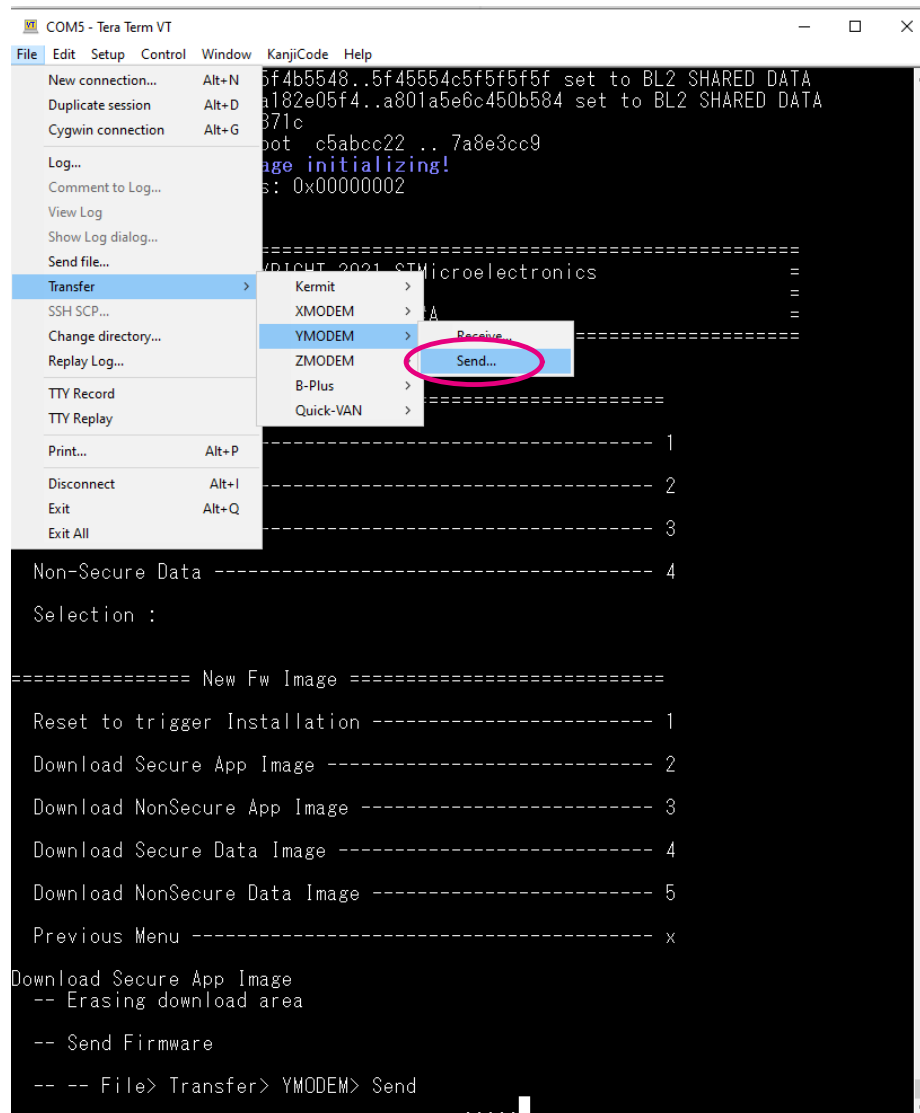 COM5 - Tera Term VT
File Edit Setup Control Window KanjiCode Help
New connection... Alt+N
Duplicate session Alt+D
Cygwin connection Alt+G
Log...
Comment to Log...
View Log
Show Log dialog...
Send file...
Transfer >
SSH SCP...
Change directory...
Replay Log...
TTY Record
TTY Replay
Print... Alt+P
Disconnect Alt+I
Exit Alt+Q
Exit All
Kermit >
XMODEM >
YMODEM >
ZMODEM
B-Plus >
Quick-VAN >
Receive...
Send...
5f4b5548..5f45554c5f5f5f5f set to BL2 SHARED DATA
a182e05f4..a801a5e6c450b584 set to BL2 SHARED DATA
871c
oot c5abcc22 .. 7a8e3cc9
age initializing!
s: 0x00000002
================================================
2021 STMicroelectronics =
=
A =
====================
=====================
----------------------------------- 1
----------------------------------- 2
----------------------------------- 3
Non-Secure Data --------------------------------------- 4
Selection :
================ New Fw Image ============================
Reset to trigger Installation ------------------------- 1
Download Secure App Image ----------------------------- 2
Download NonSecure App Image -------------------------- 3
Download Secure Data Image ---------------------------- 4
Download NonSecure Data Image ------------------------- 5
Previous Menu ----------------------------------------- x
Download Secure App Image
-- Erasing download area
-- Send Firmware
-- -- File> Transfer> YMODEM> Send
.....